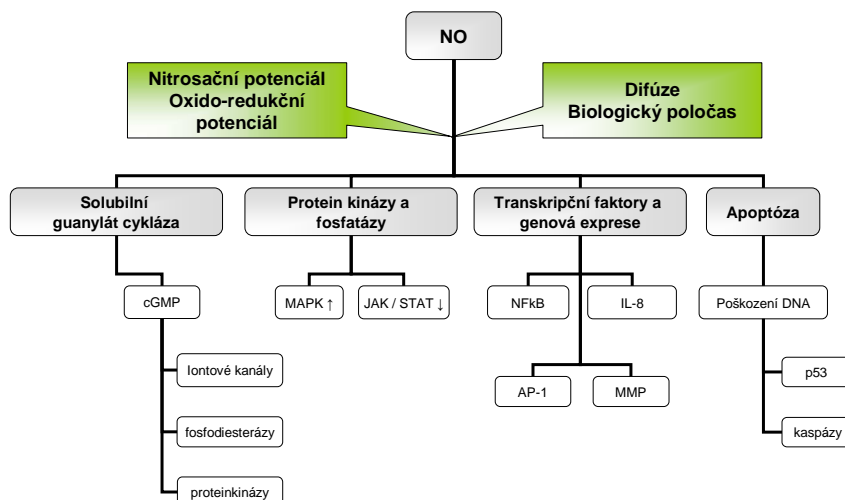 NO
Nitrosační potenciál
Oxido-redukční
potenciál
Difúze
Biologický poločas
Solubilní
guanylát cykláza
Protein kinázy a
fosfatázy
Transkripční faktory a
genová exprese
Apoptóza
cGMP
MAPK ↑
JAK / STAT ↓
NFkB
IL-8
Poškození DNA
Iontové kanály
AP-1
MMP
p53
fosfodiesterázy
kaspázy
proteinkinázy